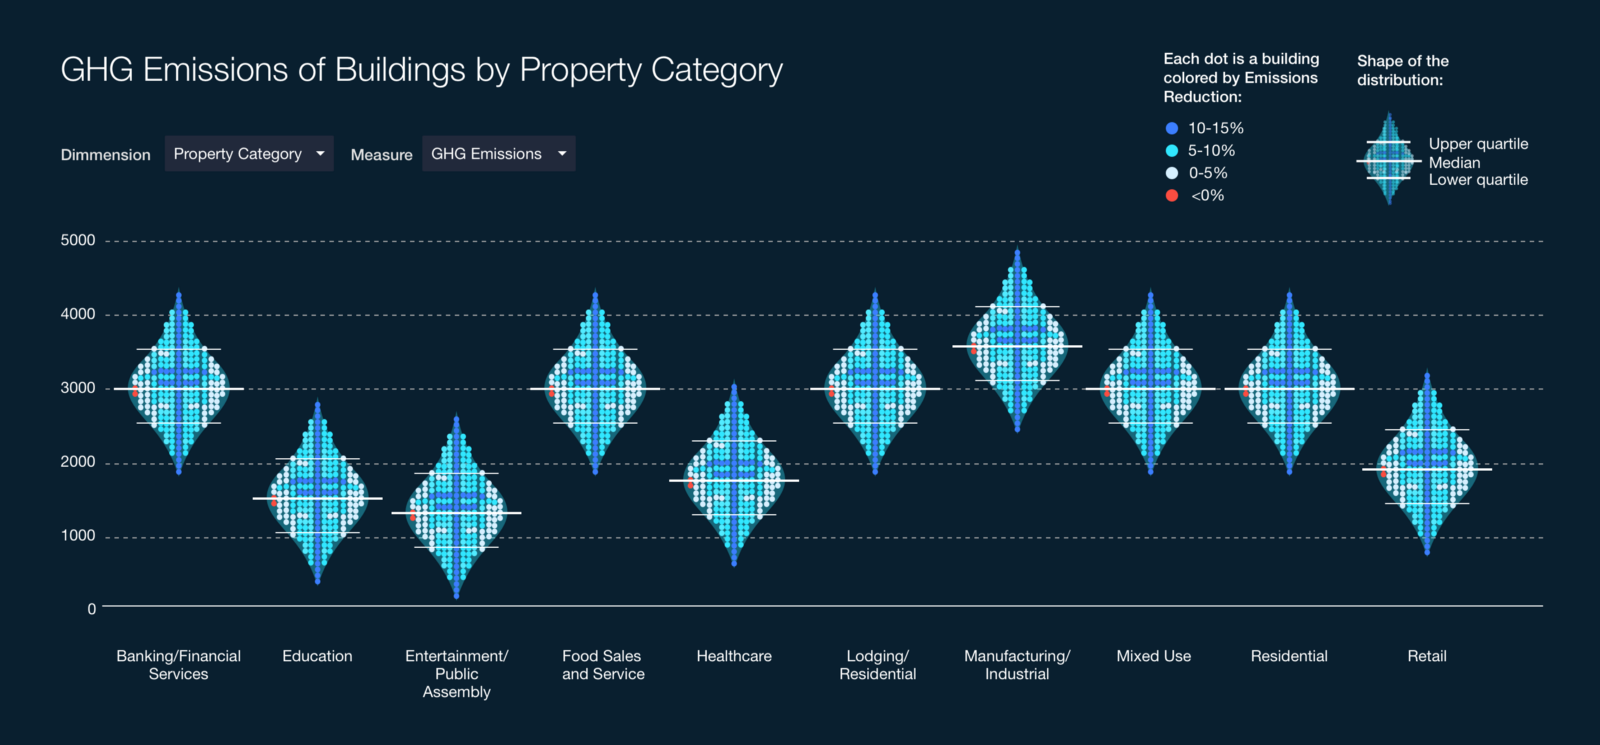 GHG Emissions of Buildings by Property Category
Each dot is a building
colored by Emissions
Reduction:
10-15%
5-10%
0-5%
<0%
Shape of the
distribution:
Upper quartile
Median
Lower quartile
Dimmension
Property Category
Measure
GHG Emissions
5000
4000
3000
2000
1000
0
Banking/Financial
Services
Education
Entertainment/
Public
Assembly
Food Sales
and Service
Healthcare
Lodging/
Residential
Manufacturing/
Industrial
Mixed Use
Residential
Retail